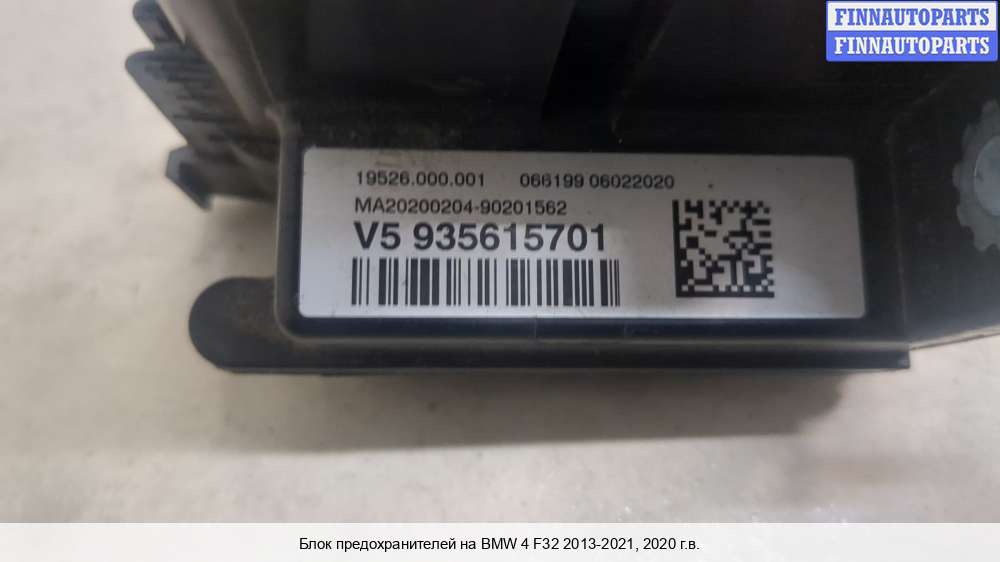 FINNAUTOPARTS
FINNAUTOPARTS
19526.000.001 066199 06022020
MA20200204-90201562
V5 935615701
Блок предохранителей на BMW 4 F32 2013-2021, 2020 г.в.